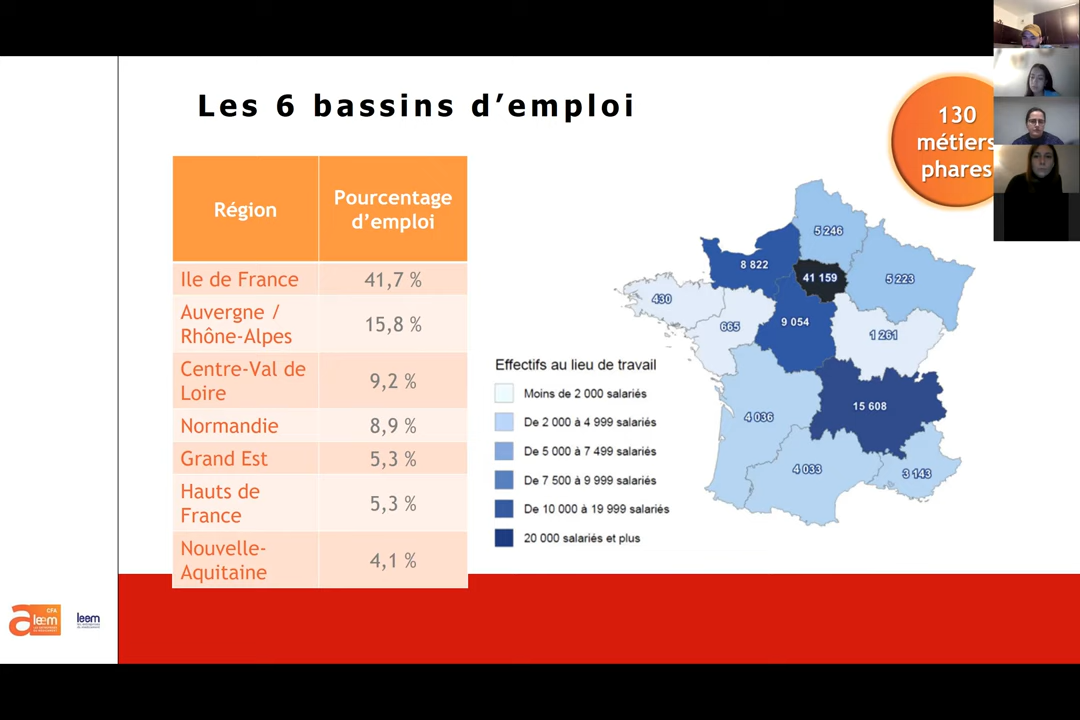 Les 6 bassins d’emploi
130
métiers
phares
Région
Pourcentage
d’emploi
Ile de France
41,7 %
Auvergne /
Rhône-Alpes
15,8 %
Centre-Val de
Loire
9,2 %
Normandie
8,9 %
Grand Est
5,3 %
Hauts de
France
5,3 %
Nouvelle-
Aquitaine
4,1 %
5 246
8 822
41 159
5 223
430
665
9 054
1 261
4 036
15 608
4 033
3 143
Effectifs au lieu de travail
Moins de 2 000 salariés
De 2 000 à 4 999 salariés
De 5 000 à 7 499 salariés
De 7 500 à 9 999 salariés
De 10 000 à 19 999 salariés
20 000 salariés et plus
CFA
leem
leem